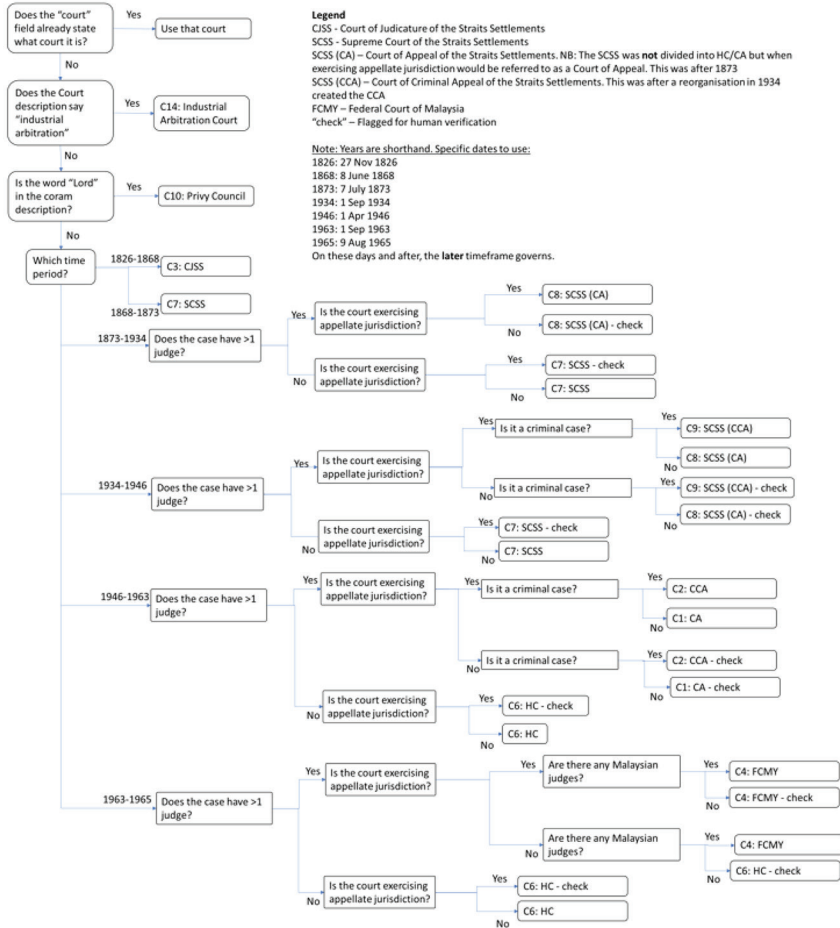 Does the "court"
field already state
what court it is?
Yes
Use that court
No
Does the Court
description say
"industrial
arbitration"
Yes
C14: Industrial
Arbitration Court
No
Is the word "Lord"
in the coram
description?
Yes
C10: Privy Council
No
Which time
period?
1826-1868
C3: CJSS
C7: SCSS
1868-1873
Legend
CJSS - Court of Judicature of the Straits Settlements
SCSS - Supreme Court of the Straits Settlements
SCSS (CA) – Court of Appeal of the Straits Settlements. NB: The SCSS was not divided into HC/CA but when
exercising appellate jurisdiction would be referred to as a Court of Appeal. This was after 1873
SCSS (CCA) – Court of Criminal Appeal of the Straits Settlements. This was after a reorganisation in 1934
created the CCA
FCMY – Federal Court of Malaysia
"check" – Flagged for human verification
Note: Years are shorthand. Specific dates to use:
1826: 27 Nov 1826
1868: 8 June 1868
1873: 7 July 1873
1934: 1 Sep 1934
1946: 1 Apr 1946
1963: 1 Sep 1963
1965: 9 Aug 1965
On these days and after, the later timeframe governs.
1873-1934
Does the case have >1
judge?
Yes
Is the court exercising
appellate jurisdiction?
Yes
C8: SCSS (CA)
No
C8: SCSS (CA) - check
No
Is the court exercising
appellate jurisdiction?
Yes
C7: SCSS - check
No
C7: SCSS
1934-1946
Does the case have >1
judge?
Yes
Is the court exercising
appellate jurisdiction?
Yes
Is it a criminal case?
Yes
C9: SCSS (CCA)
No
C8: SCSS (CA)
No
Is it a criminal case?
Yes
C9: SCSS (CCA) - check
No
C8: SCSS (CA) - check
No
Is the court exercising
appellate jurisdiction?
Yes
C7: SCSS - check
No
C7: SCSS
1946-1963
Does the case have >1
judge?
Yes
Is the court exercising
appellate jurisdiction?
Yes
Is it a criminal case?
Yes
C2: CCA
No
C1: CA
No
Is it a criminal case?
Yes
C2: CCA - check
No
C1: CA - check
No
Is the court exercising
appellate jurisdiction?
Yes
C6: HC - check
No
C6: HC
1963-1965
Does the case have >1
judge?
Yes
Is the court exercising
appellate jurisdiction?
Yes
Are there any Malaysian
judges?
Yes
C4: FCMY
No
C4: FCMY - check
No
Are there any Malaysian
judges?
Yes
C4: FCMY
No
C6: HC - check
No
Is the court exercising
appellate jurisdiction?
Yes
C6: HC - check
No
C6: HC